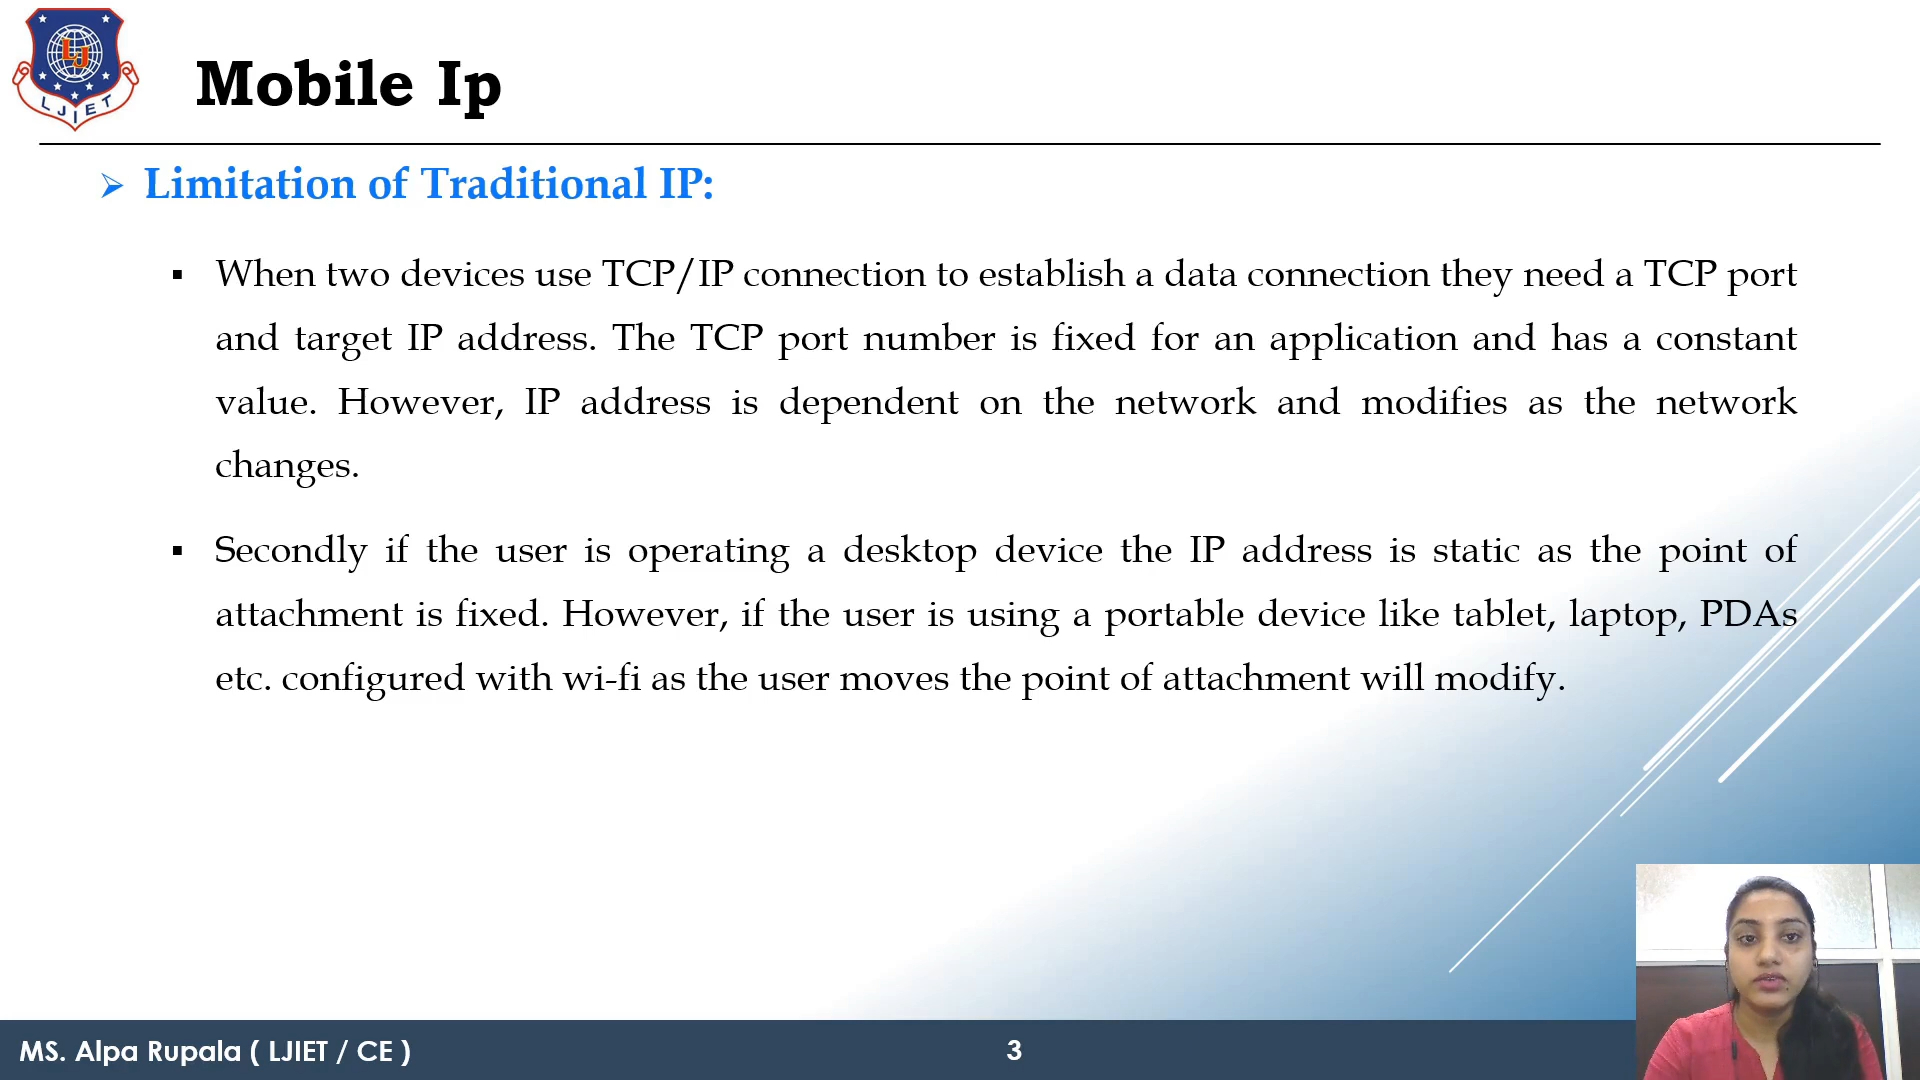 LJ
LJIET
Mobile Ip
Limitation of Traditional IP:
When two devices use TCP/IP connection to establish a data connection they need a TCP port
and target IP address. The TCP port number is fixed for an application and has a constant
value. However, IP address is dependent on the network and modifies as the network
changes.
Secondly if the user is operating a desktop device the IP address is static as the point of
attachment is fixed. However, if the user is using a portable device like tablet, laptop, PDAs
etc. configured with wi-fi as the user moves the point of attachment will modify.
MS. Alpa Rupala ( LJIET / CE )
3